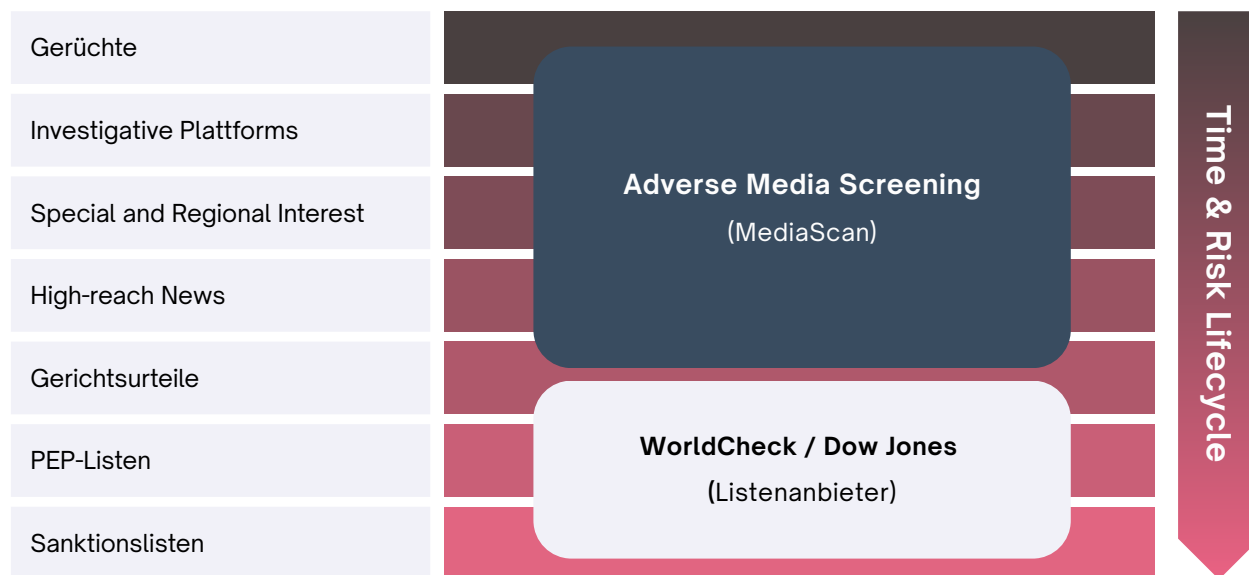 Gerüchte
Investigative Plattforms
Special and Regional Interest
High-reach News
Gerichtsurteile
PEP-Listen
Sanktionslisten
Adverse Media Screening
(MediaScan)
WorldCheck / Dow Jones
(Listenanbieter)
Time & Risk Lifecycle